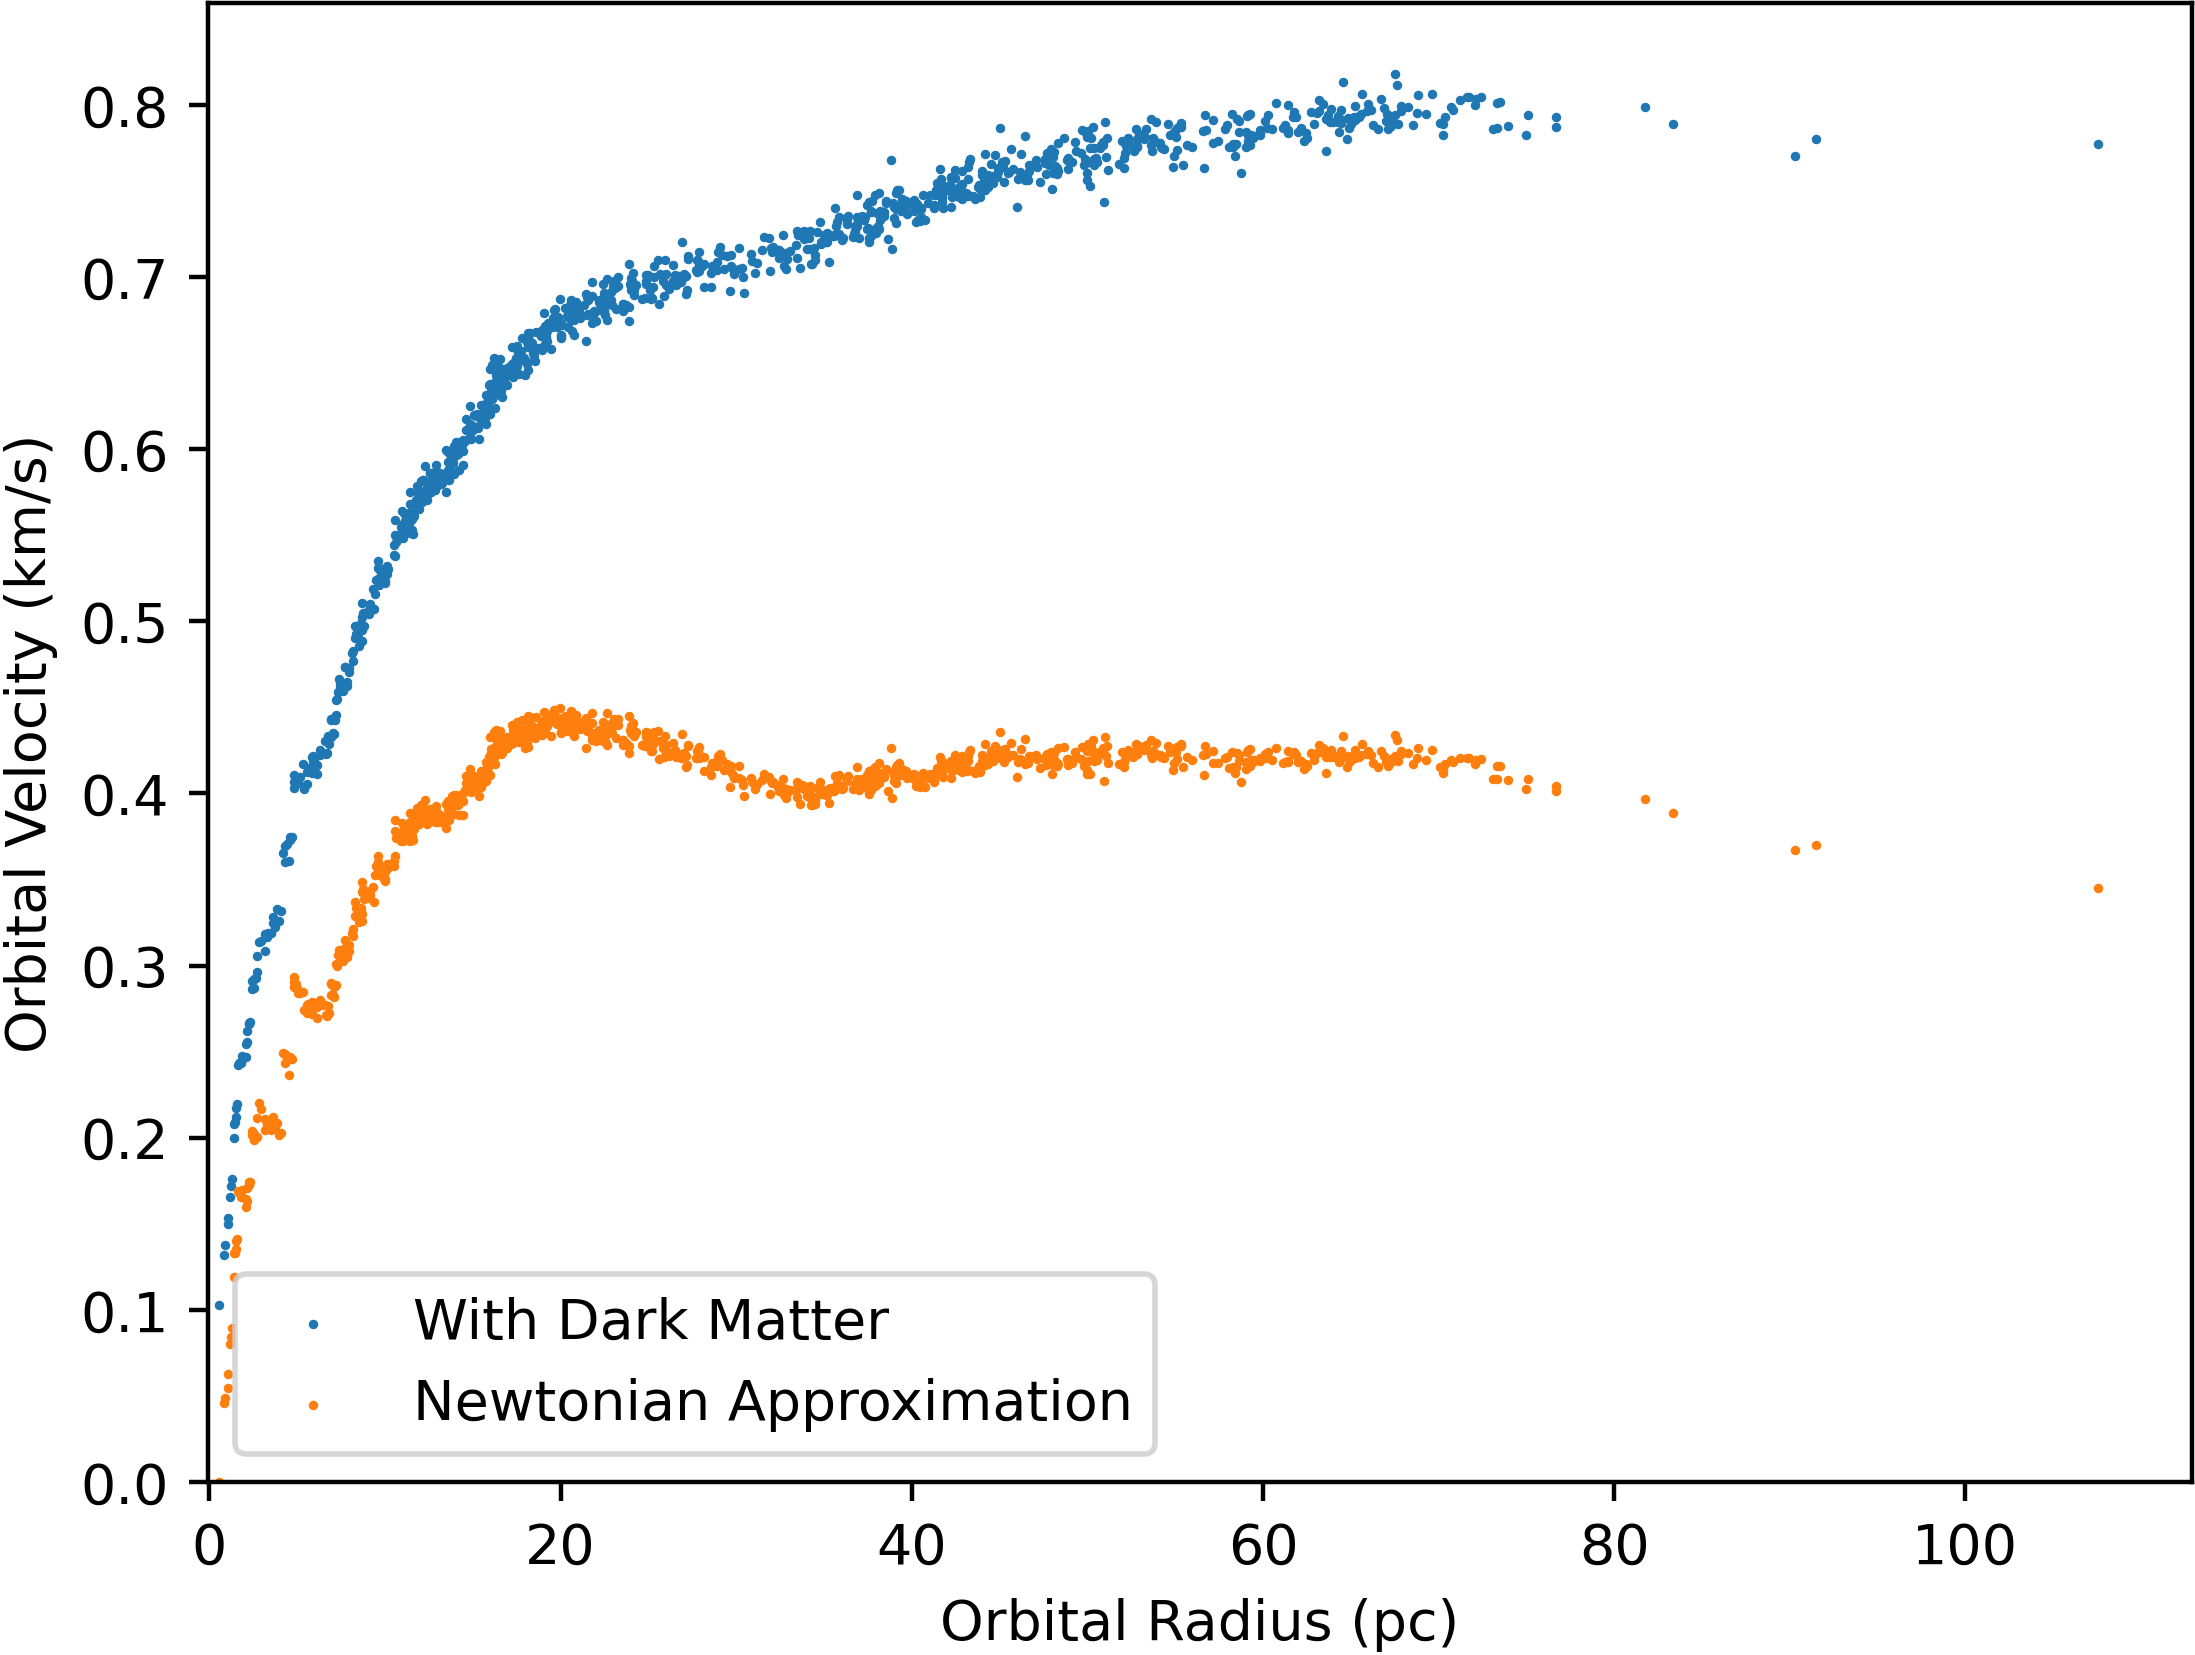 0.8
0.7
0.6
0.5
0.4
0.3
0.2
0.1
0.0
Orbital Velocity (km/s)
With Dark Matter
Newtonian Approximation
0 20 40 60 80 100
Orbital Radius (pc)